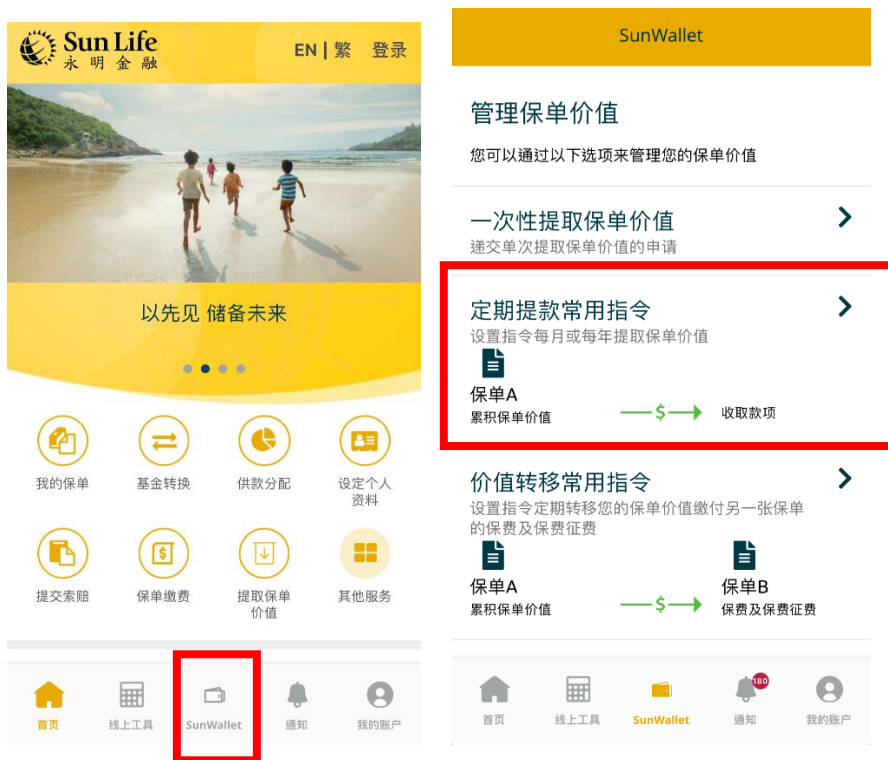 Sun Life
永明金融
EN | 繁 登录
以先见 储备未来
我的保单
基金转换
供款分配
设定个人
资料
提交索赔
保单缴费
提取保单
价值
其他服务
首页
线上工具
SunWallet
通知
我的账户
SunWallet
管理保单价值
您可以通过以下选项来管理您的保单价值
一次性提取保单价值
递交单次提取保单价值的申请
定期提款常用指令
设置指令每月或每年提取保单价值
保单A
累积保单价值
$
收取款项
价值转移常用指令
设置指令定期转移您的保单价值缴付另一张保单
的保费及保费征费
保单A
累积保单价值
$
保单B
保费及保费征费
首页
线上工具
SunWallet
180
通知
我的账户